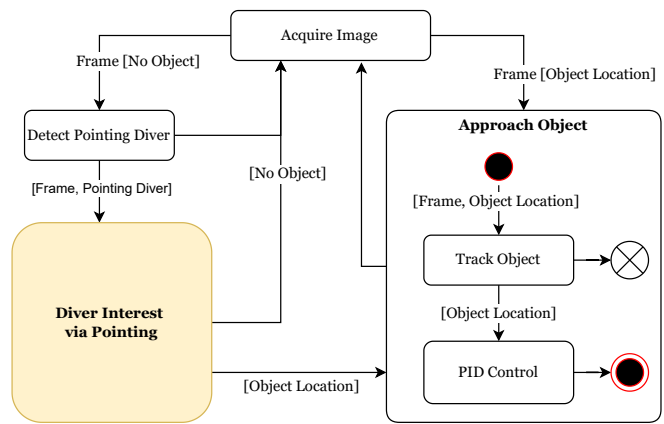 Acquire Image
Frame [No Object]
Frame [Object Location]
Detect Pointing Diver
Approach Object
[No Object]
[Frame, Pointing Diver]
[Frame, Object Location]
Track Object
Diver Interest
via Pointing
[Object Location]
PID Control
[Object Location]